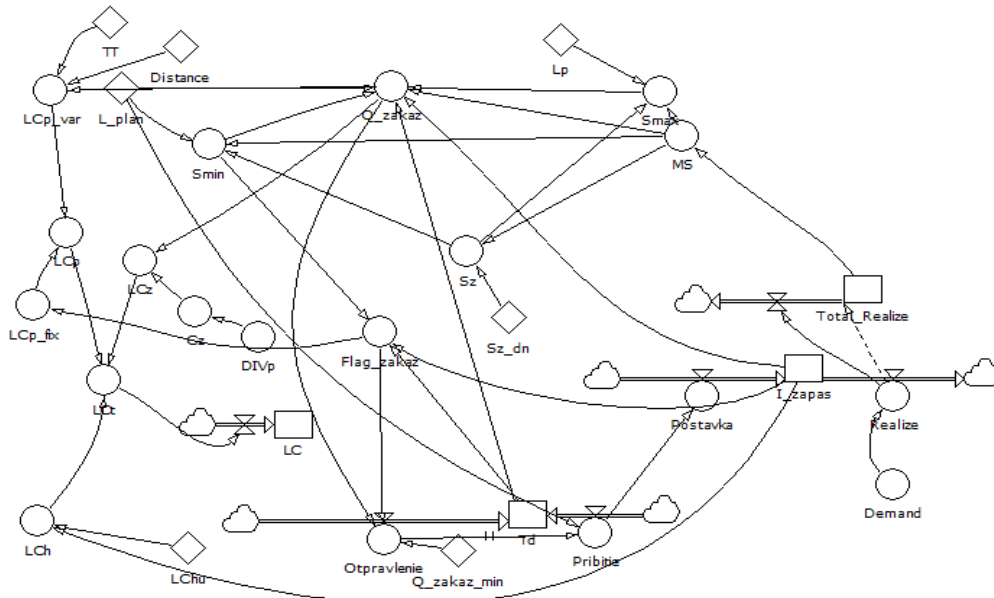 TT
Distance
Lp
LCp_var
L_plan
Q_zakaz
Smax
MS
Smin
LCp
LCz
Sz
Total_Realize
LCp_fix
Cz
Sz_dn
DIVp
Flag_zakaz
I_zapas
LCt
Postavka
Realize
LC
Demand
LCh
LChu
Otpravlenie
Td
Pribitie
Q_zakaz_min